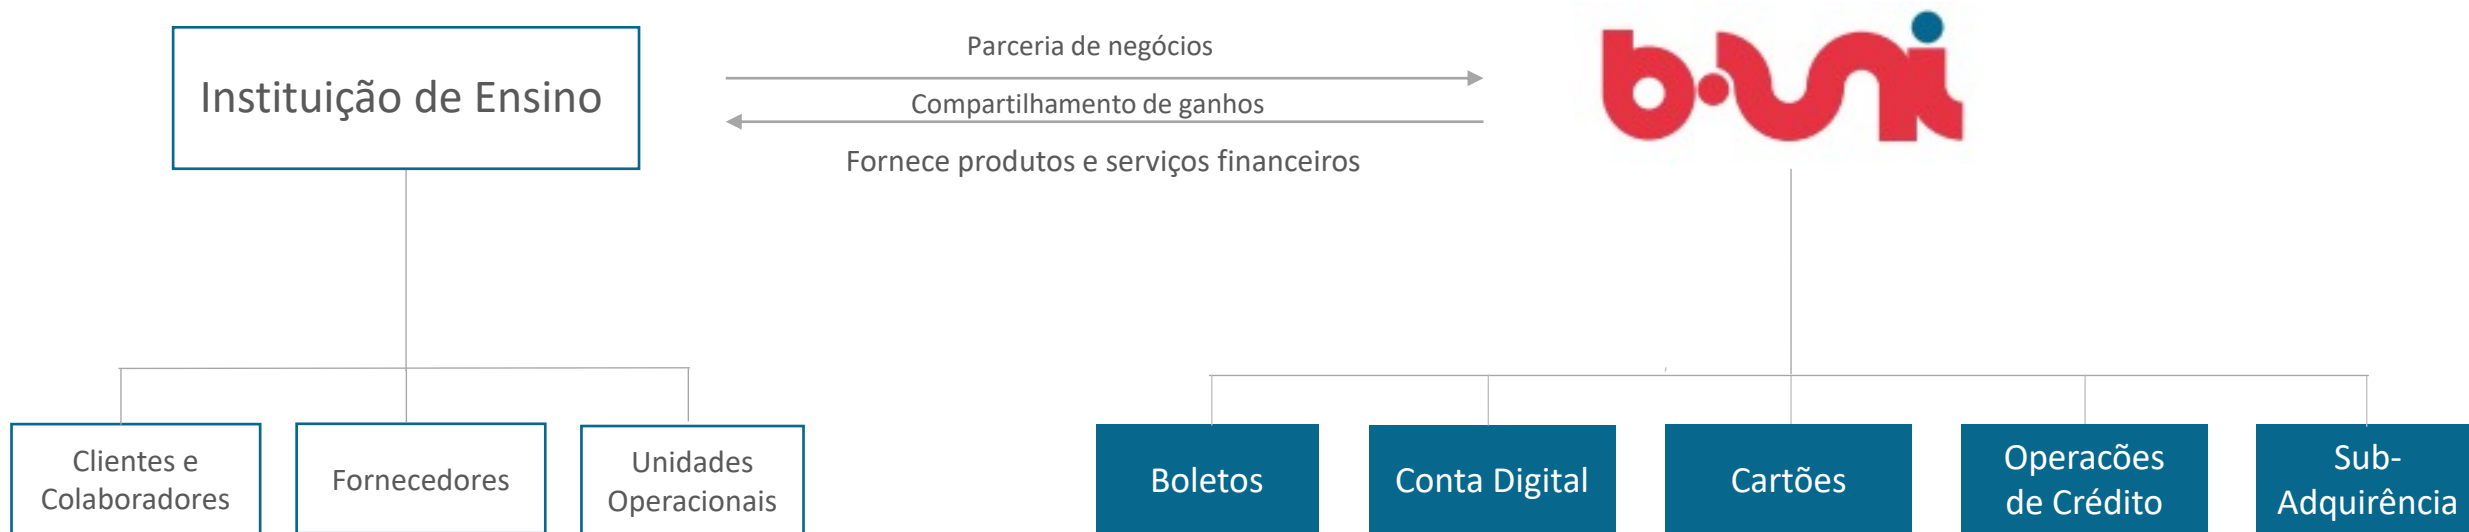 Parceria de negócios
Instituição de Ensino
Compartilhamento de ganhos
Fornece produtos e serviços financeiros
b.uni
Clientes e
Colaboradores
Fornecedores
Unidades
Operacionais
Boletos
Conta Digital
Cartões
Operacões
de Crédito
Sub-
Adquirência